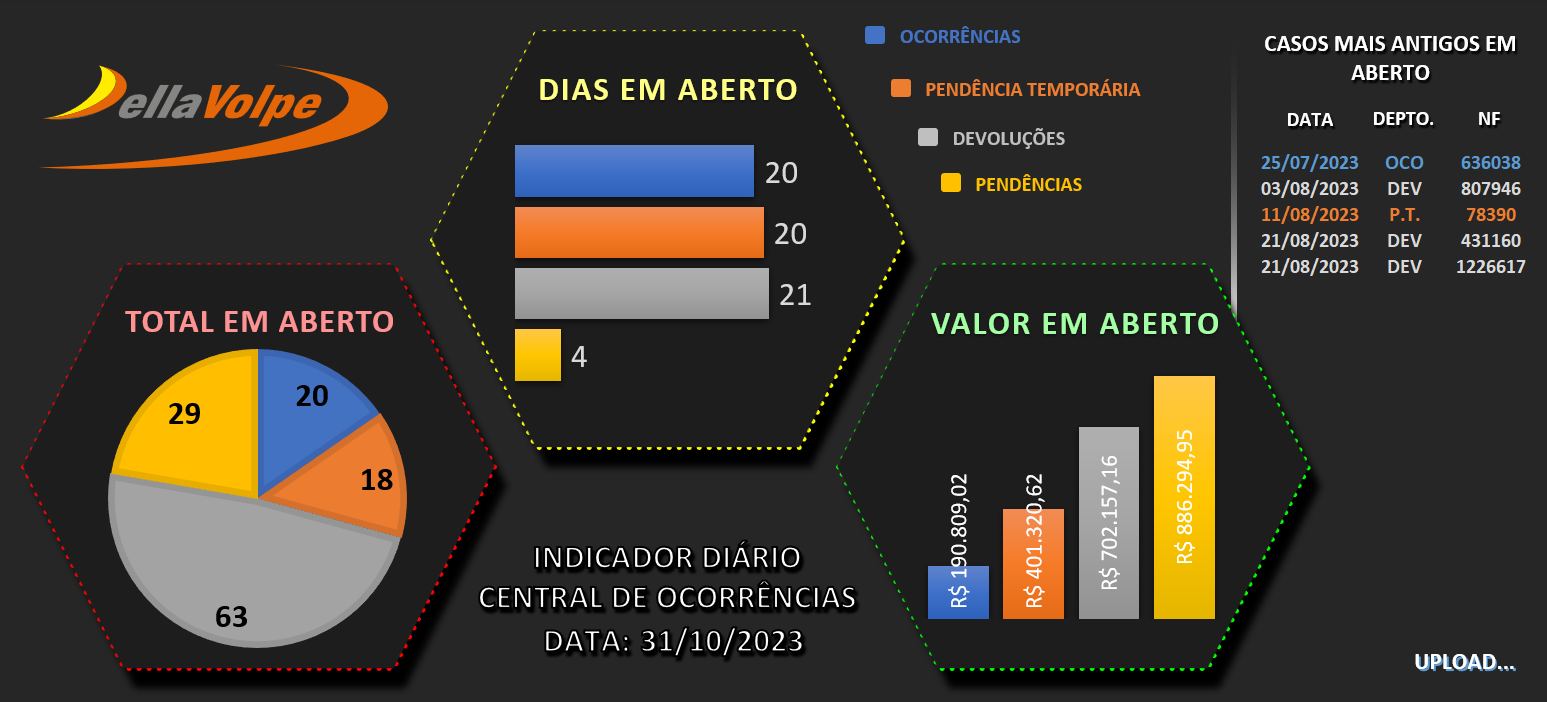 DellaVolpe
DIAS EM ABERTO
20
20
21
4
OCORRÊNCIAS
PENDÊNCIA TEMPORÁRIA
DEVOLUÇÕES
PENDÊNCIAS
CASOS MAIS ANTIGOS EM
ABERTO
DATA DEPTO. NF
25/07/2023 OCO 636038
03/08/2023 DEV 807946
11/08/2023 P.T. 78390
21/08/2023 DEV 431160
21/08/2023 DEV 1226617
TOTAL EM ABERTO
20
18
63
29
VALOR EM ABERTO
R$ 190.809,02
R$ 401.320,62
R$ 702.157,16
R$ 886.294,95
INDICADOR DIÁRIO
CENTRAL DE OCORRÊNCIAS
DATA: 31/10/2023
UPLOAD...